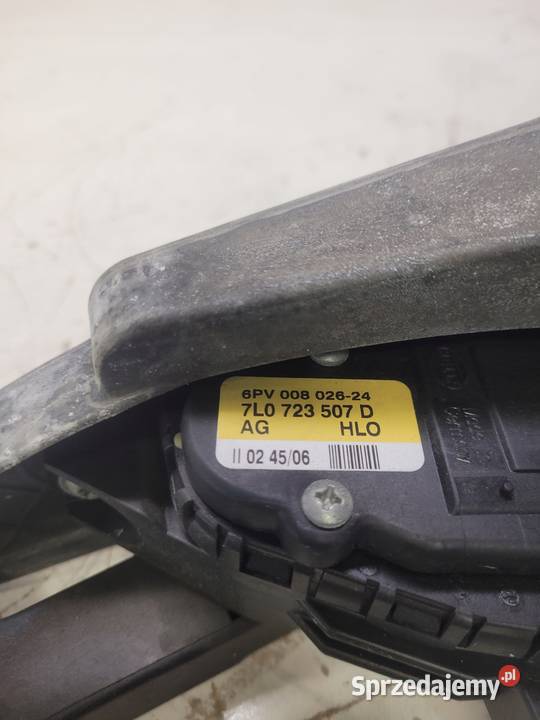 6PV 008 026-24
7L0 723 507 D
AG HLO
II 02 45/06
Sprzedajemy.pl